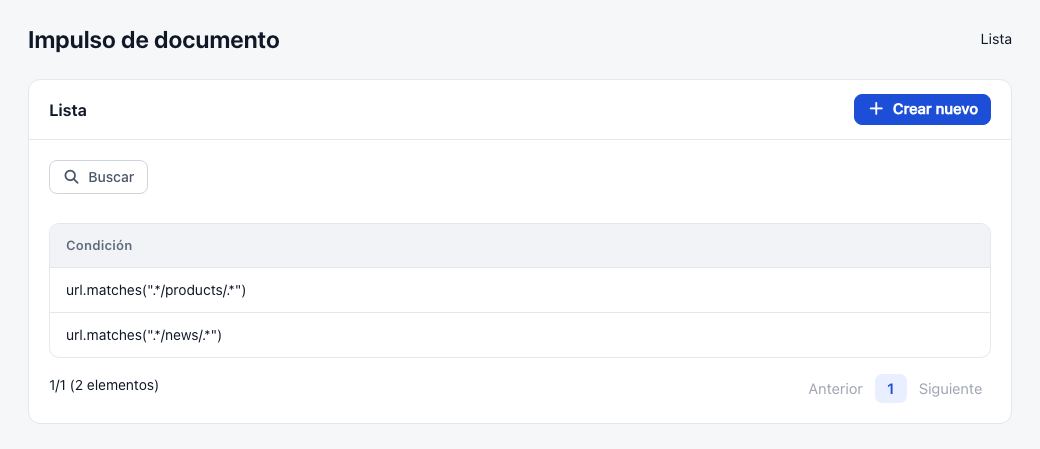 Impulso de documento
Lista
Lista
Crear nuevo
Buscar
Condición
url.matches(".*/products/.*")
url.matches(".*/news/.*")
1/1 (2 elementos)
Anterior 1 Siguiente